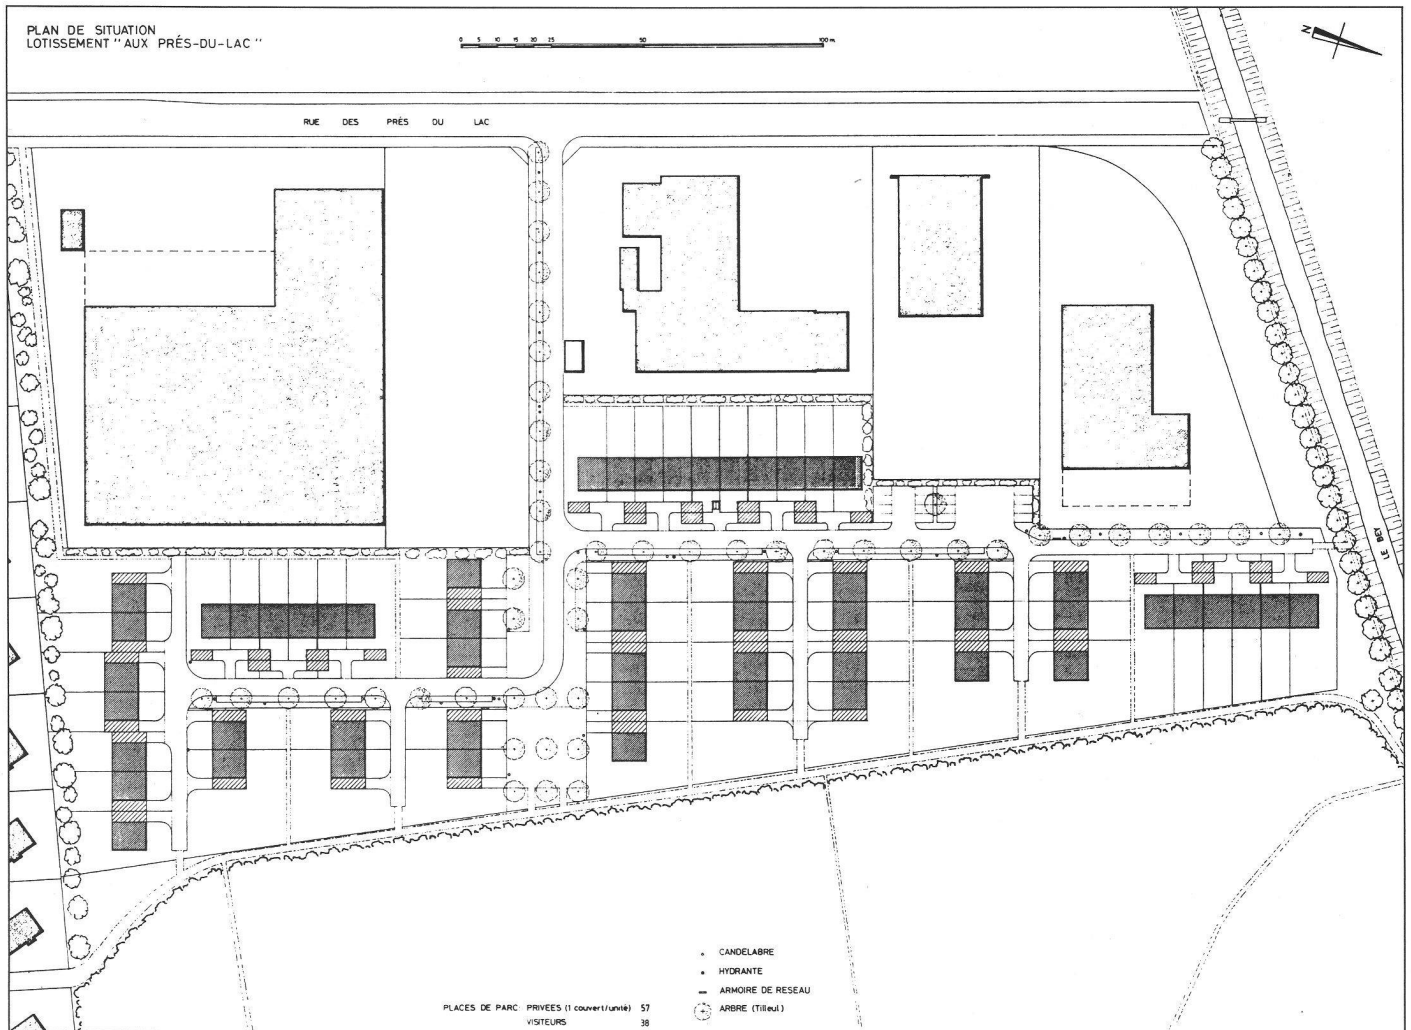 PLAN DE SITUATION
LOTISSEMENT "AUX PRÉS-DU-LAC"
0 5 10 15 20 25 50 100 m
N
RUE DES PRÉS DU LAC
LE BEY
CANDELABRE
HYDRANTE
ARMOIRE DE RESEAU
ARBRE (Tilleul)
PLACES DE PARC PRIVÉES (1 couvert/unité) 57
VISITEURS 38